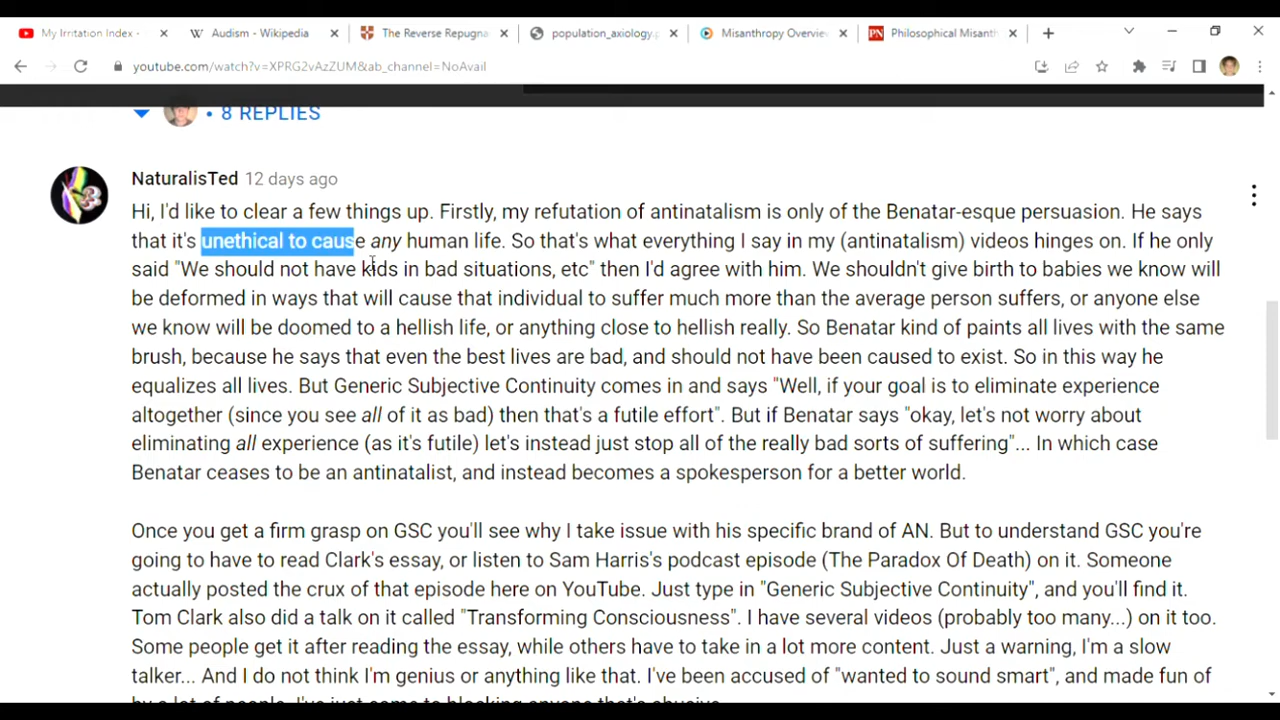 My Irritation Index -
Audism - Wikipedia
The Reverse Repugna
population_axiology.p
Misanthropy Overvie
PN Philosophical Misant
youtube.com/watch?v=XPRG2vAzZUM&ab_channel=NoAvail
• 8 REPLIES
NaturalisTed 12 days ago
Hi, I'd like to clear a few things up. Firstly, my refutation of antinatalism is only of the Benatar-esque persuasion. He says
that it's unethical to cause any human life. So that's what everything I say in my (antinatalism) videos hinges on. If he only
said "We should not have kids in bad situations, etc" then I'd agree with him. We shouldn't give birth to babies we know will
be deformed in ways that will cause that individual to suffer much more than the average person suffers, or anyone else
we know will be doomed to a hellish life, or anything close to hellish really. So Benatar kind of paints all lives with the same
brush, because he says that even the best lives are bad, and should not have been caused to exist. So in this way he
equalizes all lives. But Generic Subjective Continuity comes in and says "Well, if your goal is to eliminate experience
altogether (since you see all of it as bad) then that's a futile effort". But if Benatar says "okay, let's not worry about
eliminating all experience (as it's futile) let's instead just stop all of the really bad sorts of suffering"... In which case
Benatar ceases to be an antinatalist, and instead becomes a spokesperson for a better world.
Once you get a firm grasp on GSC you'll see why I take issue with his specific brand of AN. But to understand GSC you're
going to have to read Clark's essay, or listen to Sam Harris's podcast episode (The Paradox Of Death) on it. Someone
actually posted the crux of that episode here on YouTube. Just type in "Generic Subjective Continuity", and you'll find it.
Tom Clark also did a talk on it called "Transforming Consciousness". I have several videos (probably too many...) on it too.
Some people get it after reading the essay, while others have to take in a lot more content. Just a warning, I'm a slow
talker... And I do not think I'm genius or anything like that. I've been accused of "wanted to sound smart", and made fun of
by a lot of people. I've just come to blocking anyone that's abusive.